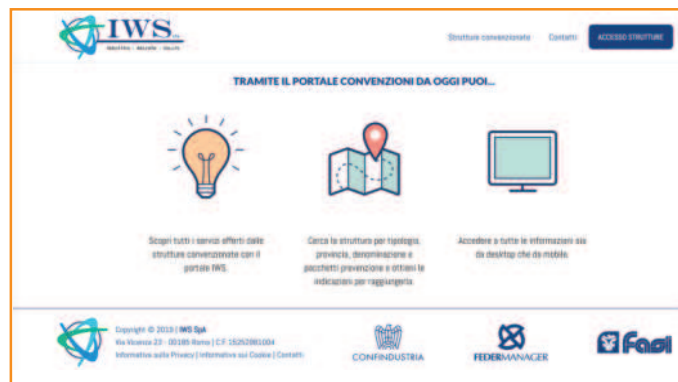 IWS
INDUSTRIA WELFARE SALUTE
Strutture convenzionate Contatti ACCESSO STRUTTURE
TRAMITE IL PORTALE CONVENZIONI DA OGGI PUOI...
Scopri tutti i servizi offerti dalle
strutture convenzionate con il
portale IWS.
Cerca la struttura per tipologia,
provincia, denominazione e
pacchetti prevenzione e ottieni le
indicazioni per raggiungerla.
Accedere a tutte le informazioni sia
da desktop che da mobile.
Copyright © 2019 | IWS SpA
Via Vicenza 23 - 00185 Roma | C.F. 15252881004
Informativa sulla Privacy | Informativa sui Cookie | Contatti
CONFINDUSTRIA
FEDERMANAGER
Fasi